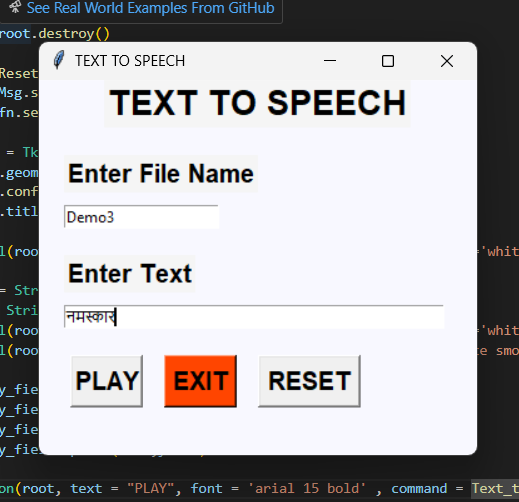 See Real World Examples From GitHub
root.destroy()
TEXT TO SPEECH
Reset
TEXT TO SPEECH
Msg.s
fn.se
= Tk
Enter File Name
.geom
.conf
Demo3
.titl
l(roo
='whit
Enter Text
= Str
Stri
नमस्कार
l(roo
='whit
l(roo
te smo
PLAY
EXIT
RESET
y_fie
y_fie
y_fie
y_fie
on(root, text = "PLAY", font = 'arial 15 bold' , command = Text_t